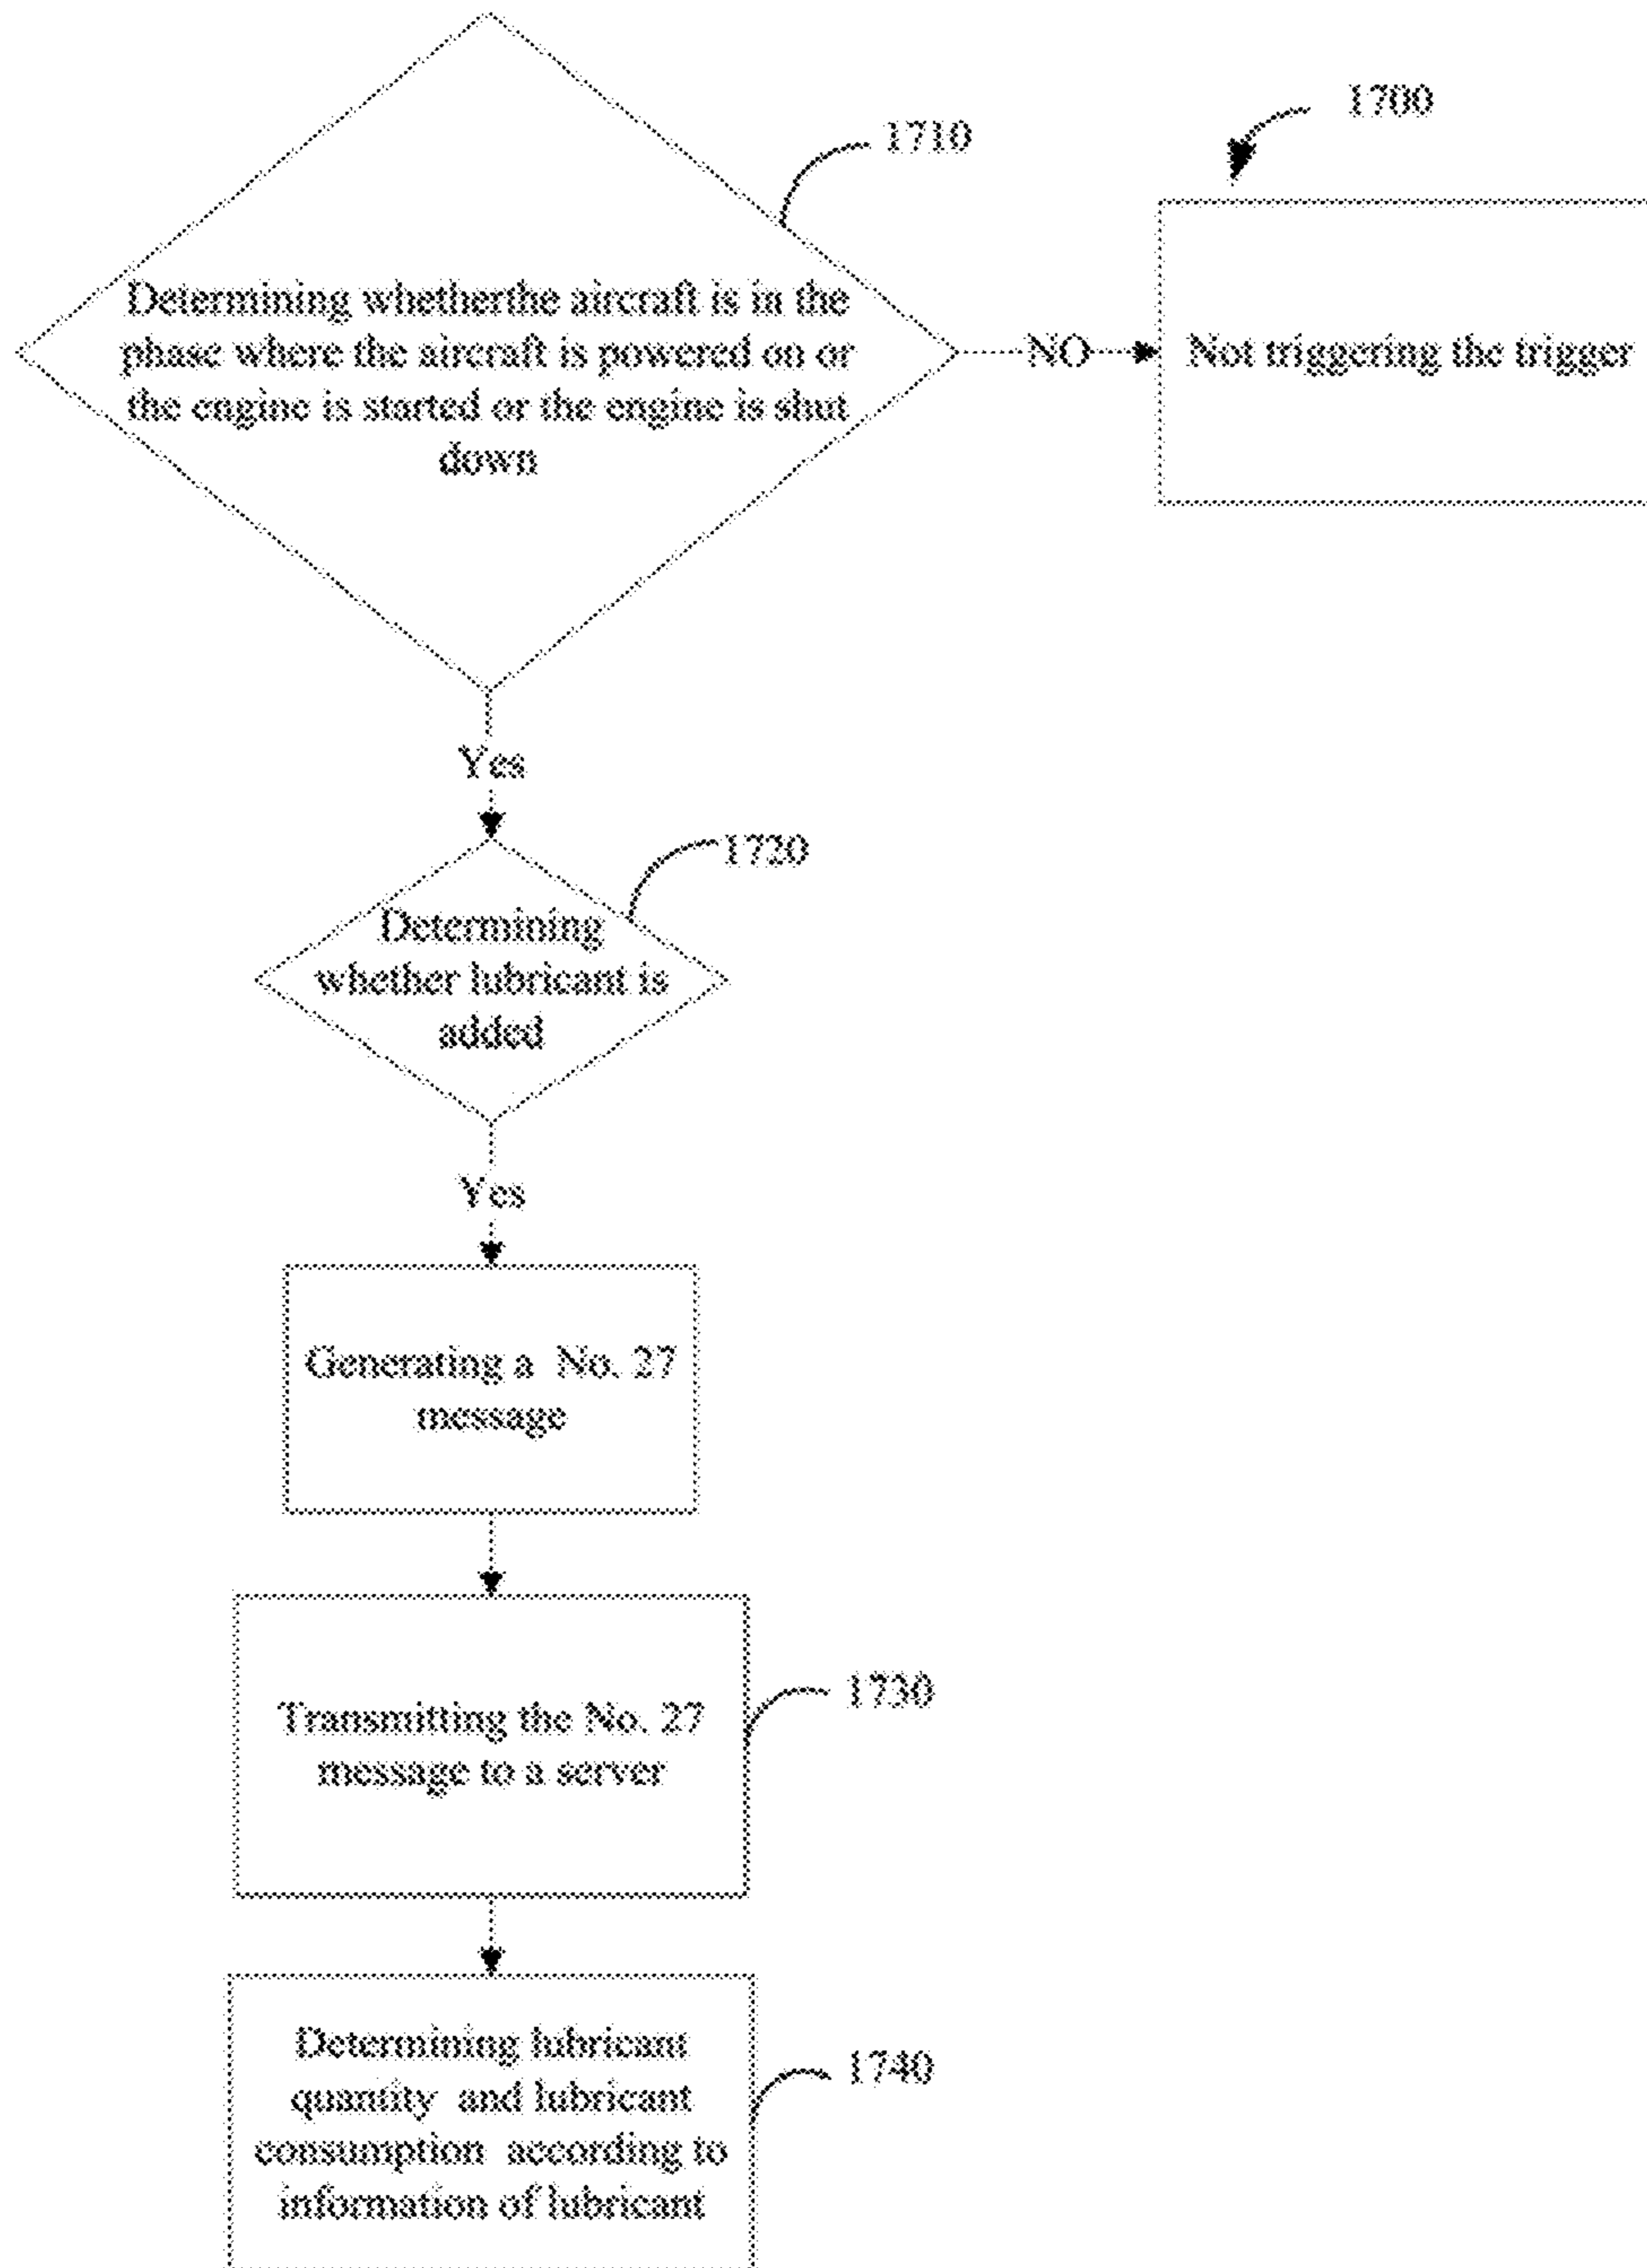 1700
1710
Determining whetherthe aircraft is in the
phase where the aircraft is powered on or
the engine is started or the engine is shut
down
NO
Not triggering the trigger
Yes
1720
Determining
whether lubricant is
added
Yes
Generating a No. 27
message
Transmitting the No. 27
message to a server
1730
Determining lubricant
quantity and lubricant
consumption according to
information of lubricant
1740